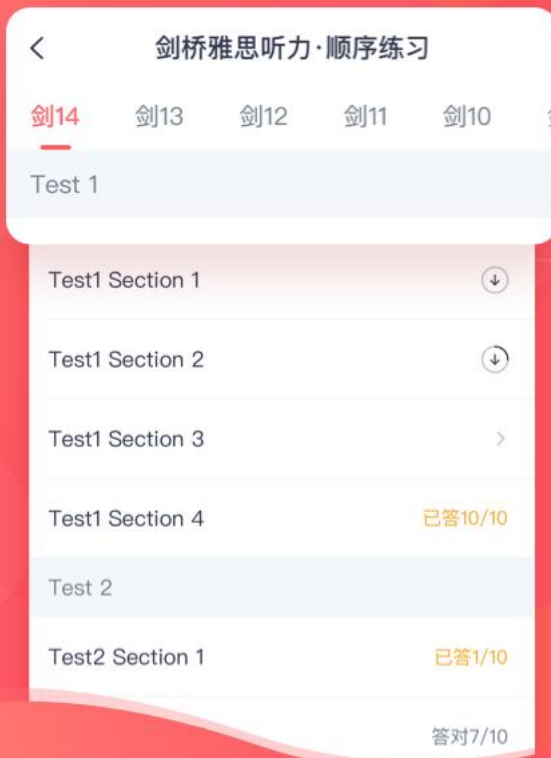 剑桥雅思听力·顺序练习
剑14 剑13 剑12 剑11 剑10
Test 1
Test1 Section 1
Test1 Section 2
Test1 Section 3
Test1 Section 4 已答10/10
Test 2
Test2 Section 1 已答1/10
答对7/10